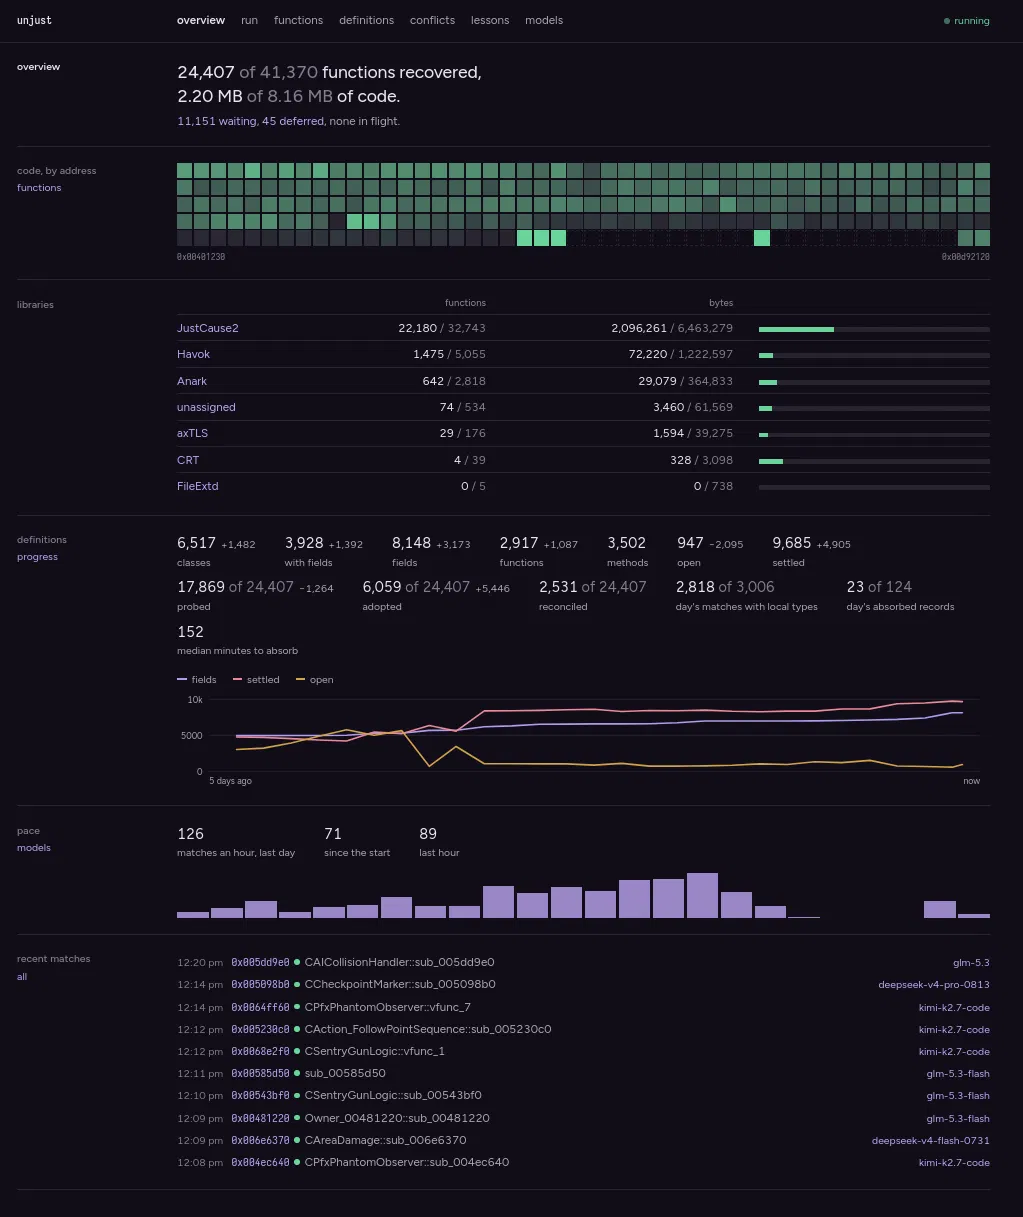 unjust overview run functions definitions conflicts lessons models running
overview
24,407 of 41,370 functions recovered,
2.20 MB of 8.16 MB of code.
11,151 waiting, 45 deferred, none in flight.
code, by address
functions
0x00401230 0x00d92120
libraries
functions bytes
JustCause2 22,180 / 32,743 2,096,261 / 6,463,279
Havok 1,475 / 5,055 72,220 / 1,222,597
Anark 642 / 2,818 29,079 / 364,833
unassigned 74 / 534 3,460 / 61,569
axTLS 29 / 176 1,594 / 39,275
CRT 4 / 39 328 / 3,098
FileExtd 0 / 5 0 / 738
definitions
progress
6,517 +1,482 3,928 +1,392 8,148 +3,173 2,917 +1,087 3,502 947 -2,095 9,685 +4,905
classes with fields fields functions methods open settled
17,869 of 24,407 -1,264 6,059 of 24,407 +5,446 2,531 of 24,407 2,818 of 3,006 23 of 124
probed adopted reconciled day's matches with local types day's absorbed records
152
median minutes to absorb
fields settled open
10k
5000
0
5 days ago now
pace
models
126 71 89
matches an hour, last day since the start last hour
recent matches
all
12:20 pm 0x005dd9e0 CAICollisionHandler::sub_005dd9e0 glm-5.3
12:14 pm 0x005098b0 CCheckpointMarker::sub_005098b0 deepseek-v4-pro-0813
12:14 pm 0x0064ff60 CPfxPhantomObserver::vfunc_7 kimi-k2.7-code
12:12 pm 0x005230c0 CAction_FollowPointSequence::sub_005230c0 kimi-k2.7-code
12:12 pm 0x0068e2f0 CSentryGunLogic::vfunc_1 kimi-k2.7-code
12:11 pm 0x00585d50 sub_00585d50 glm-5.3-flash
12:10 pm 0x00543bf0 CSentryGunLogic::sub_00543bf0 glm-5.3-flash
12:09 pm 0x00481220 Owner_00481220::sub_00481220 glm-5.3-flash
12:09 pm 0x006e6370 CAreaDamage::sub_006e6370 deepseek-v4-flash-0731
12:08 pm 0x004ec640 CPfxPhantomObserver::sub_004ec640 kimi-k2.7-code